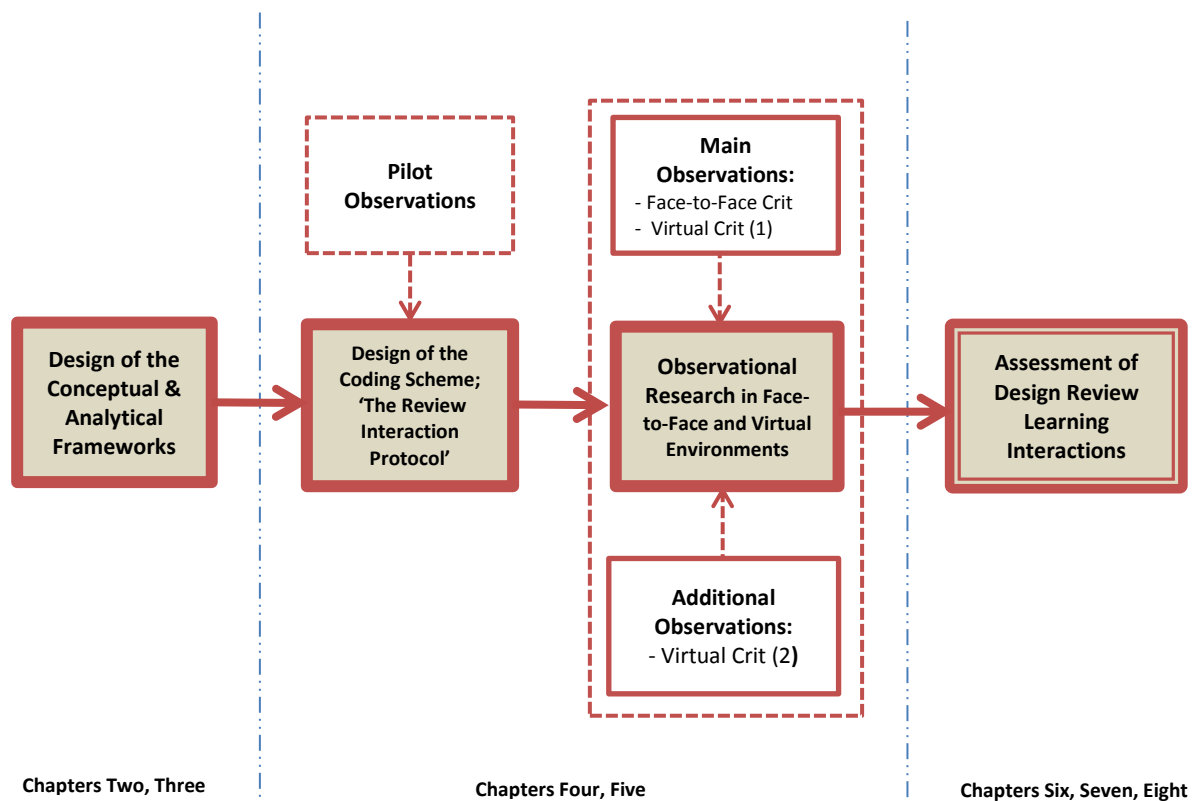 Pilot
Observations
Main
Observations:
- Face-to-Face Crit
- Virtual Crit (1)
Design of the
Conceptual &
Analytical
Frameworks
Design of the
Coding Scheme;
‘The Review
Interaction
Protocol’
Observational
Research in Face-
to-Face and Virtual
Environments
Assessment of
Design Review
Learning
Interactions
Additional
Observations:
- Virtual Crit (2)
Chapters Two, Three
Chapters Four, Five
Chapters Six, Seven, Eight